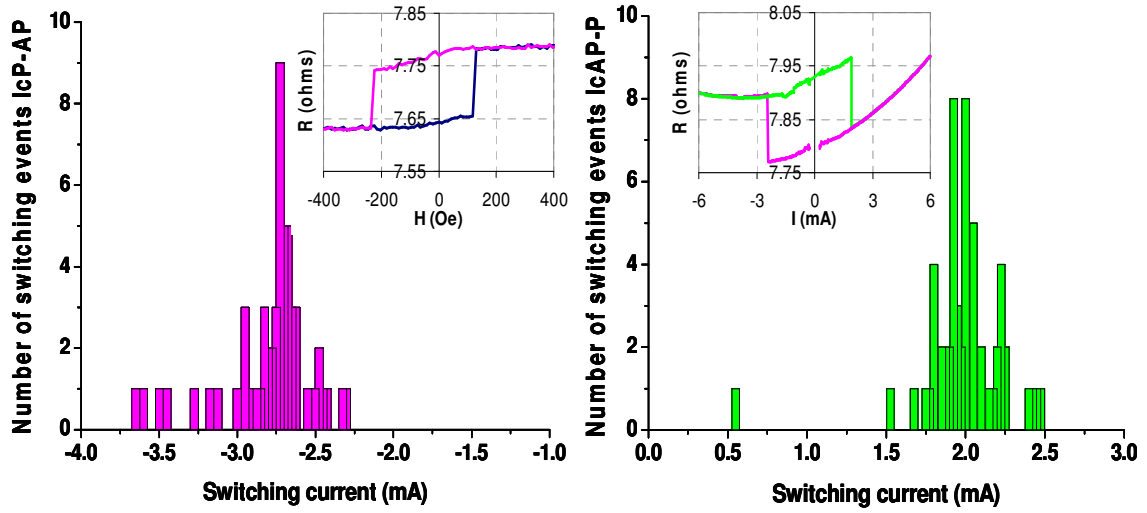 Number of switching events IcP-AP
10
8
6
4
2
0
-4.0 -3.5 -3.0 -2.5 -2.0 -1.5 -1.0
Switching current (mA)
R (ohms)
7.85
7.75
7.65
7.55
-400 -200 0 200 400
H (Oe)
Number of switching events IcAP-P
10
8
6
4
2
0
0.0 0.5 1.0 1.5 2.0 2.5 3.0
Switching current (mA)
R (ohms)
8.05
7.95
7.85
7.75
-6 -3 0 3 6
I (mA)